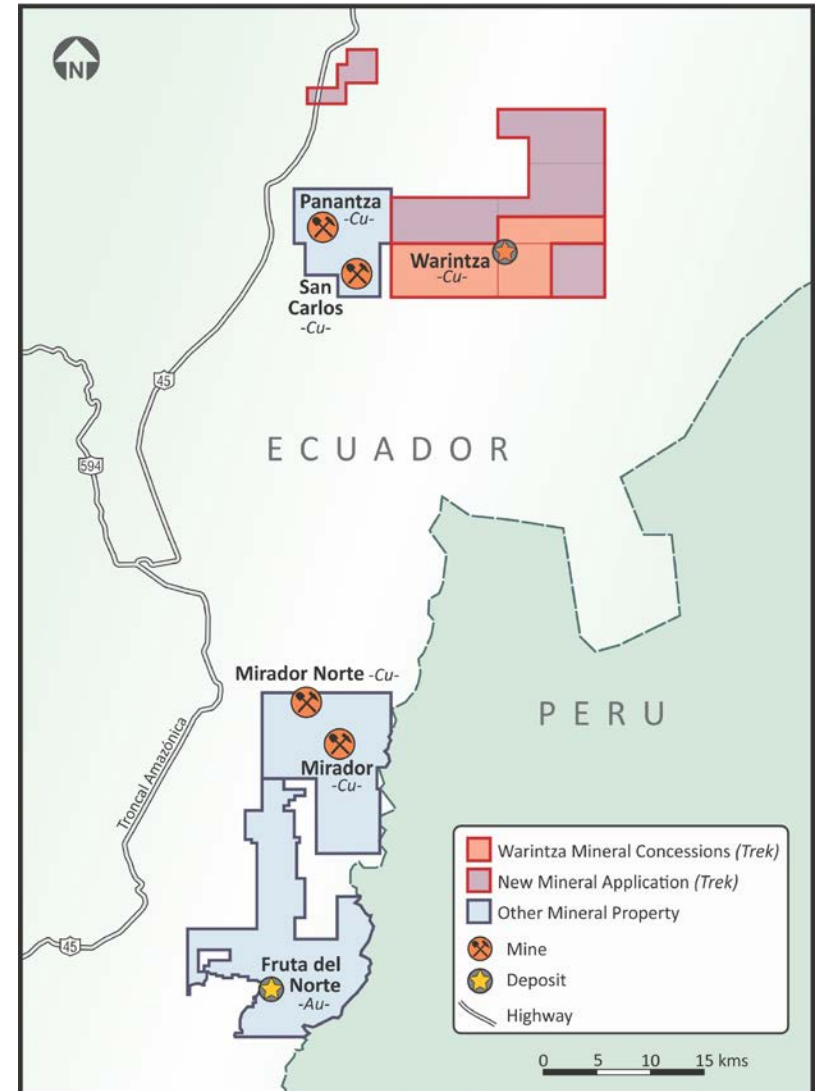 N
Panantza
-Cu-
San
Carlos
-Cu-
Warintza
-Cu-
45
594
ECUADOR
PERU
Mirador Norte -Cu-
Mirador
-Cu-
Troncal Amazónica
45
Fruta del
Norte
-Au-
Warintza Mineral Concessions (Trek)
New Mineral Application (Trek)
Other Mineral Property
Mine
Deposit
Highway
0 5 10 15 kms